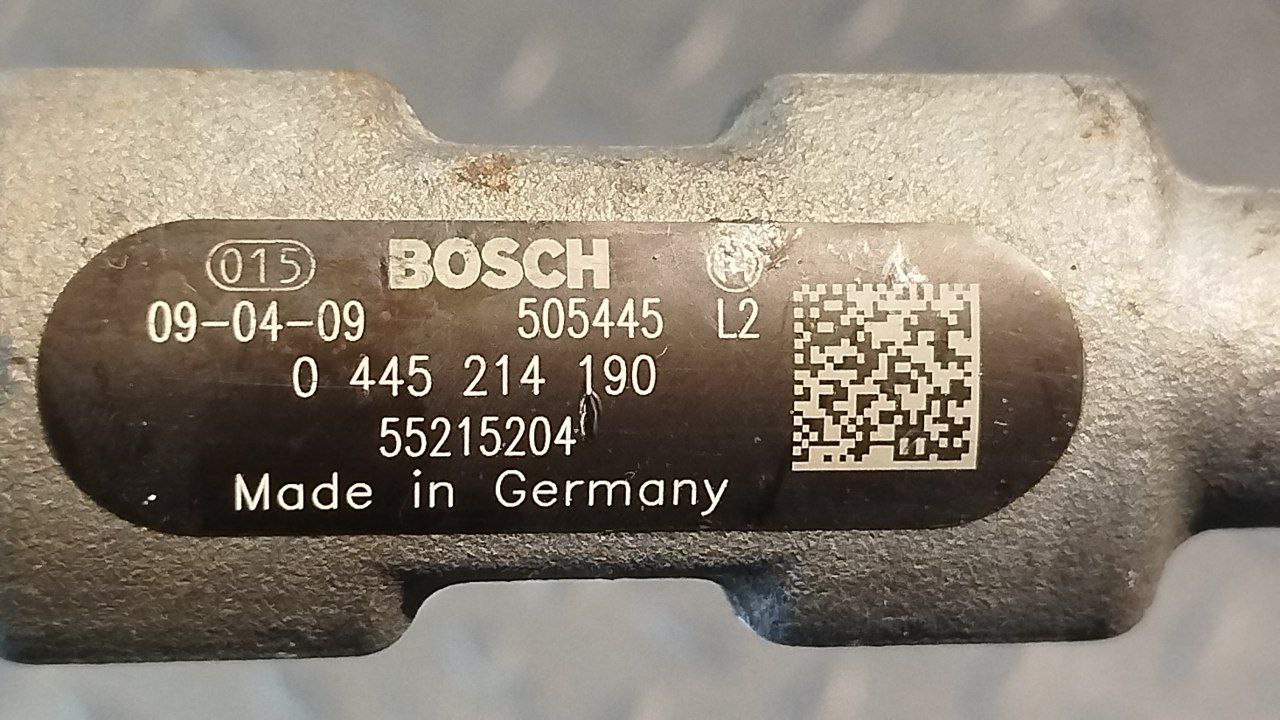 015 BOSCH
09-04-09 505445 L2
0 445 214 190
55215204
Made in Germany